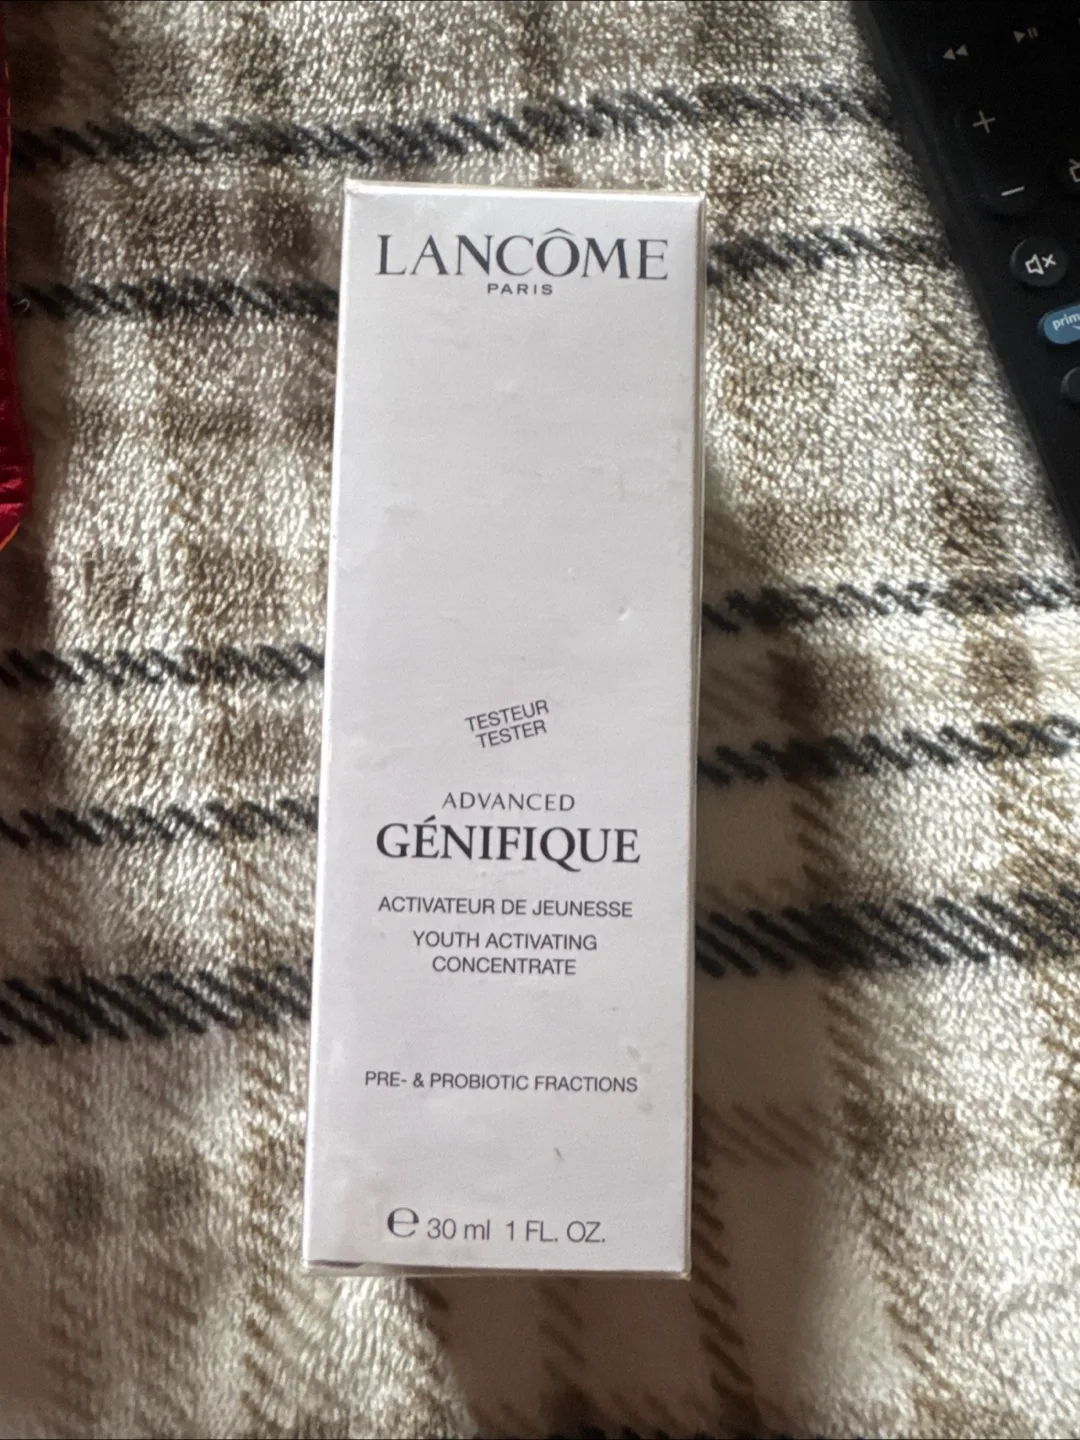 LANCÔME
PARIS
TESTEUR
TESTER
ADVANCED
GÉNIFIQUE
ACTIVATEUR DE JEUNESSE
YOUTH ACTIVATING
CONCENTRATE
PRE- & PROBIOTIC FRACTIONS
e 30 ml 1 FL. OZ.